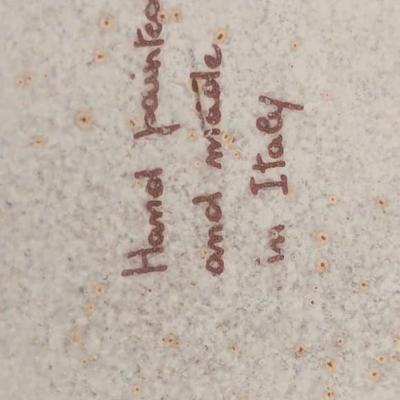 Hand painted
and made
in Italy